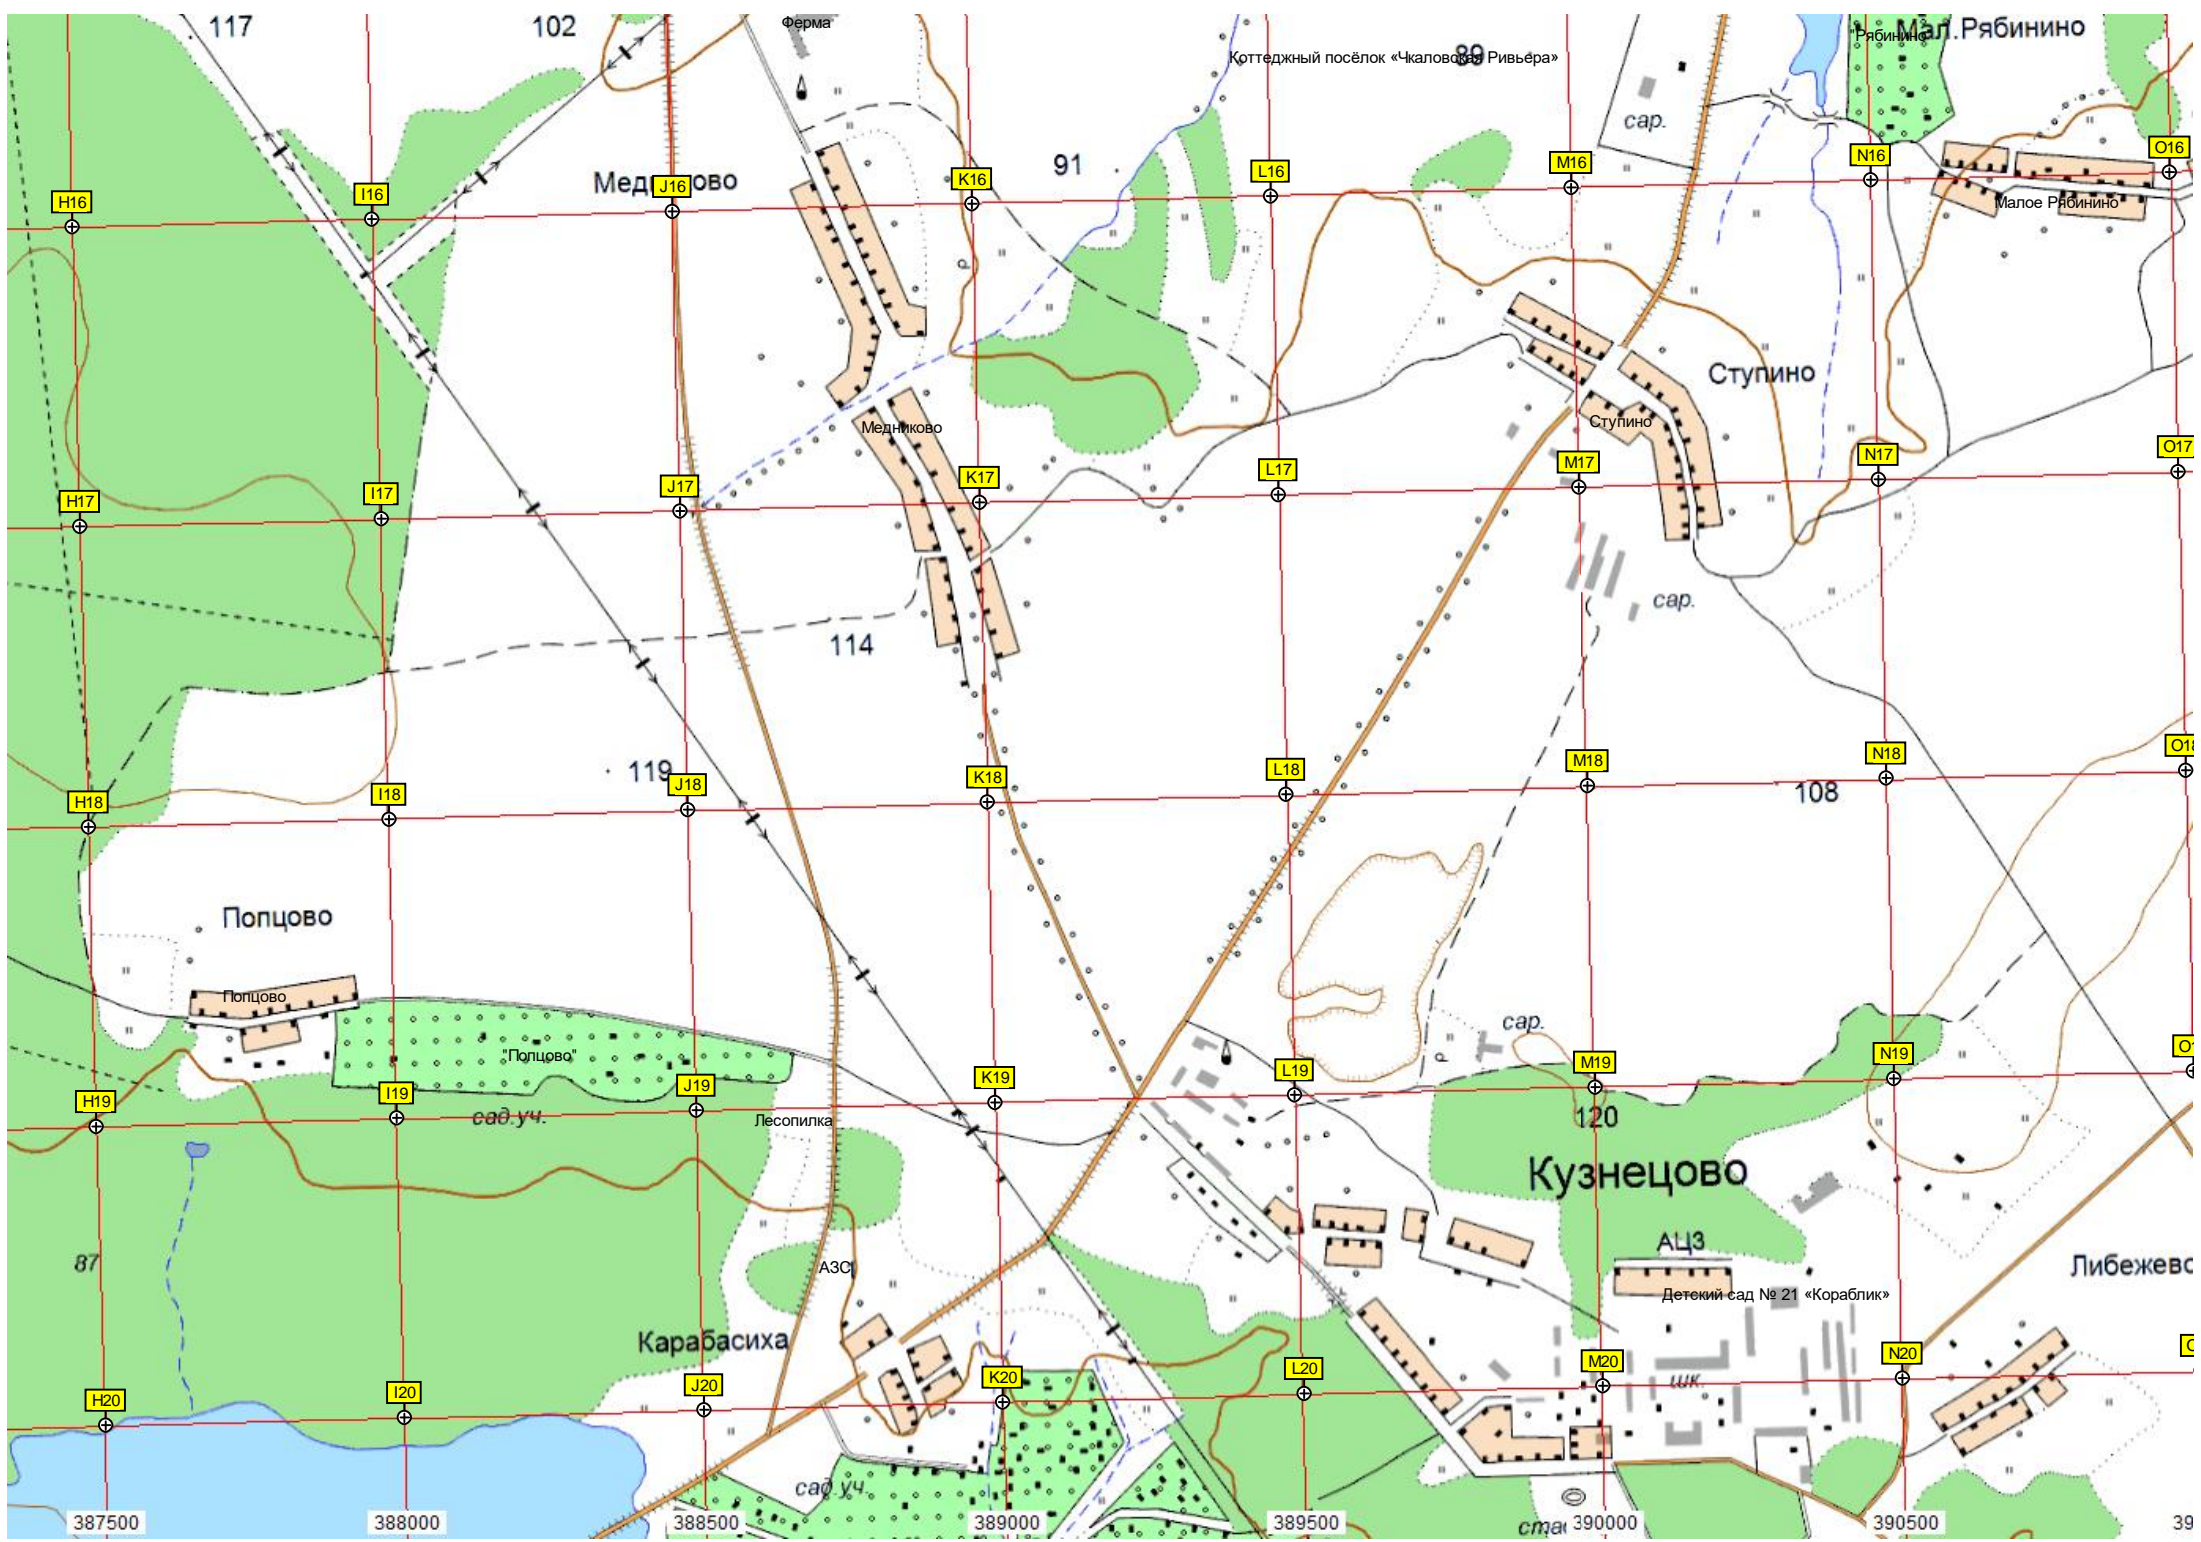 Ферма
117
102
Мал.Рябинино
"Рябинино"
89
Коттеджный посёлок «Чкаловская Ривьера»
сар.
91
H16
I16
J16
K16
L16
M16
N16
O16
Малое Рябинино
Ступино
Ступино
Медниково
H17
I17
J17
K17
L17
M17
N17
O17
сар.
114
119
108
H18
I18
J18
K18
L18
M18
N18
Попцово
Попцово
сар.
"Попцово"
H19
I19
J19
K19
L19
M19
N19
сад.уч.
Лесопилка
120
Кузнецово
АЦЗ
87
АЗС
Либежево
Детский сад № 21 «Кораблик»
Карабасиха
H20
I20
J20
K20
L20
M20
N20
шк.
сад.уч.
387500
388000
388500
389000
389500
390000
390500